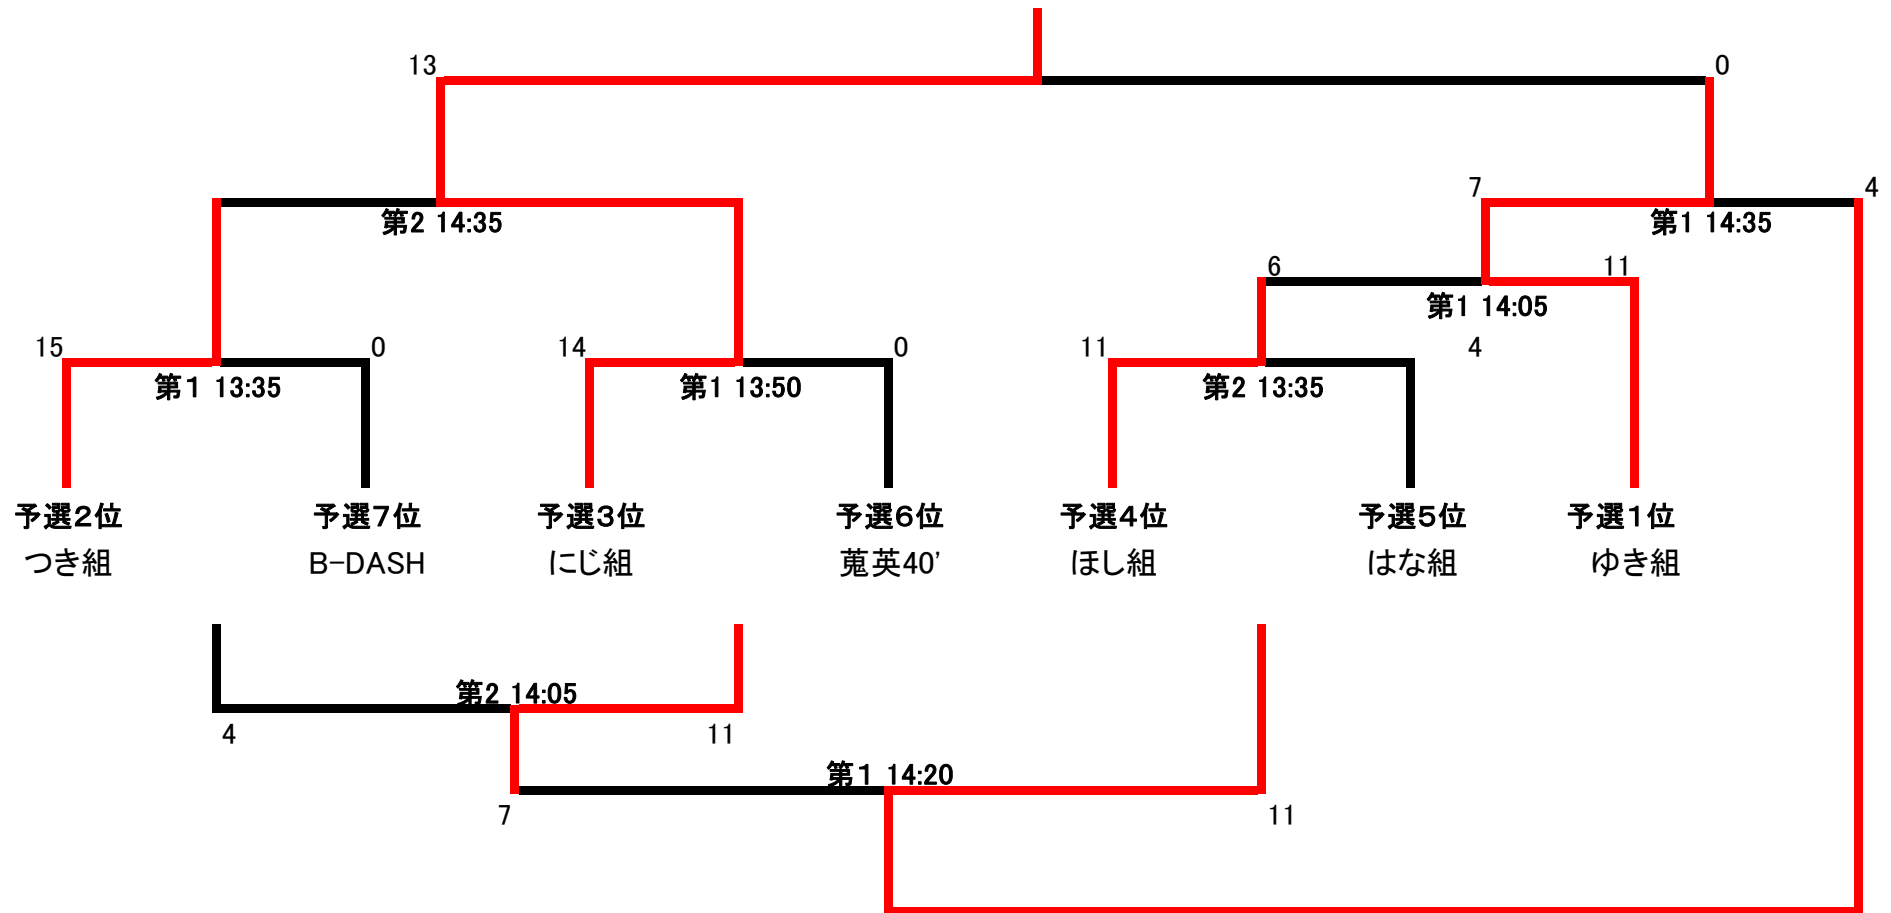 13
0
7
4
第2 14:35
第1 14:35
6
11
第1 14:05
15
0
14
0
11
4
第１ 13:35
第1 13:50
第2 13:35
予選２位
予選７位
予選３位
予選６位
予選４位
予選５位
予選１位
つき組
B-DASH
にじ組
蒐英40'
ほし組
はな組
ゆき組
第2 14:05
4
11
第１ 14:20
7
11